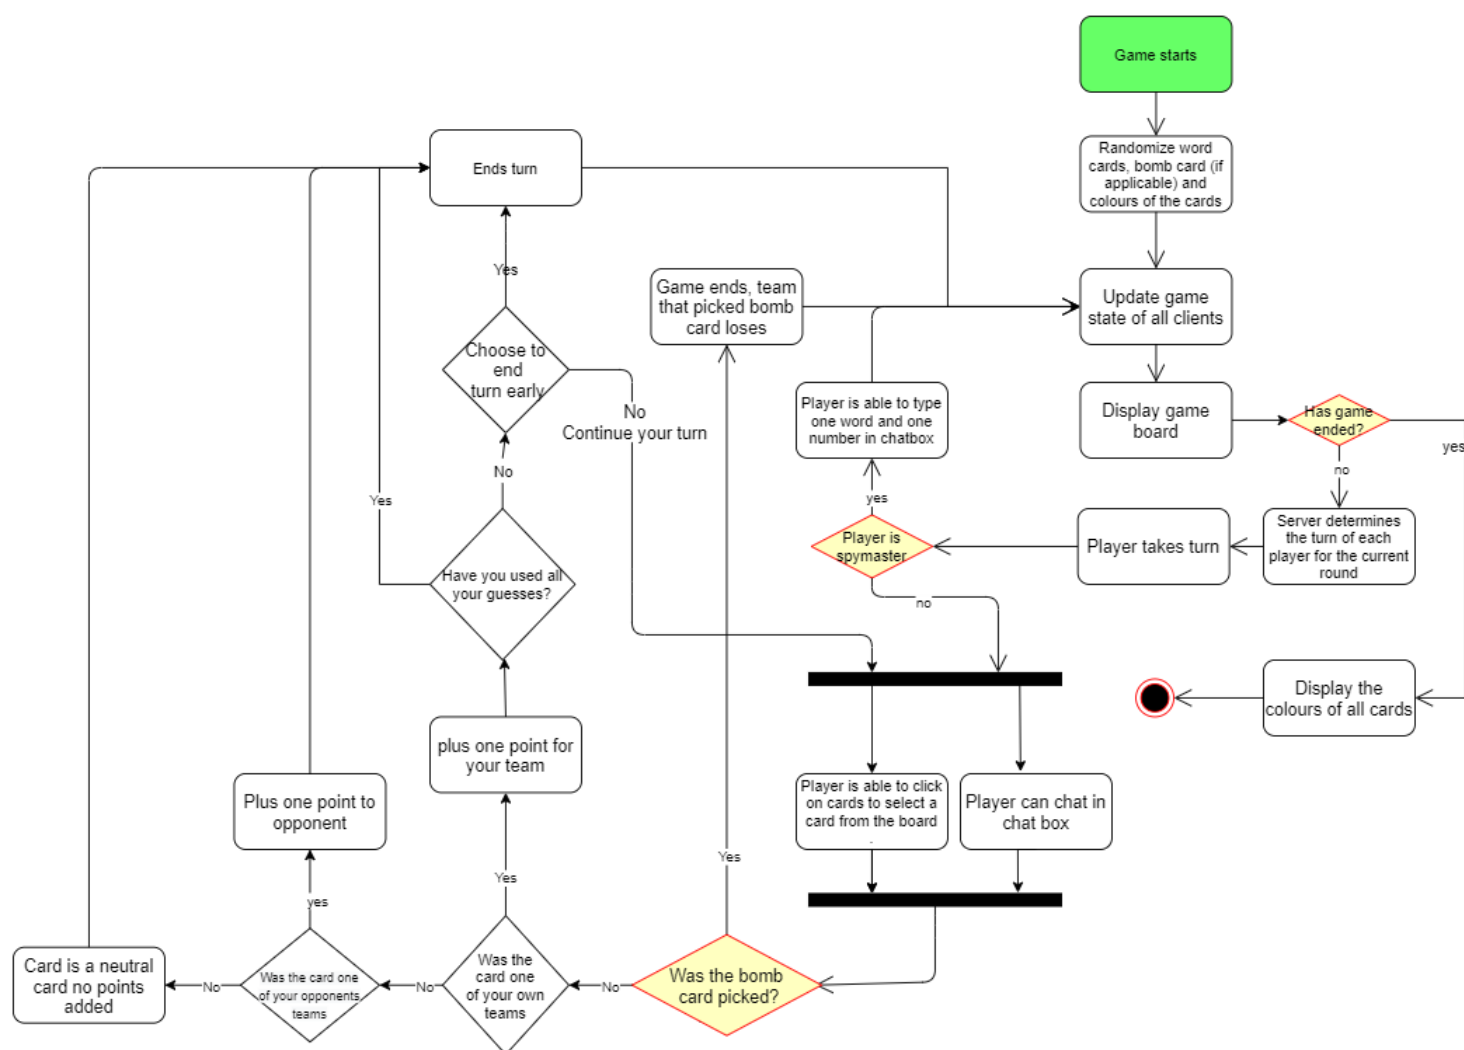 Game starts
Randomize word
cards, bomb card (if
applicable) and
colours of the cards
Ends turn
Yes
Game ends, team
that picked bomb
card loses
Update game
state of all clients
Choose to
end
turn early
No
Continue your turn
Player is able to type
one word and one
number in chatbox
Display game
board
Has game
ended?
yes
no
No
Yes
yes
Player is
spymaster
Player takes turn
Server determines
the turn of each
player for the current
round
Have you used all
your guesses?
no
Display the
colours of all cards
plus one point for
your team
Plus one point to
opponent
Player is able to click
on cards to select a
card from the board
.
Player can chat in
chat box
Yes
Yes
yes
Card is a neutral
card no points
added
No
Was the card one
of your opponents
teams
No
Was the
card one
of your own
teams
No
Was the bomb
card picked?